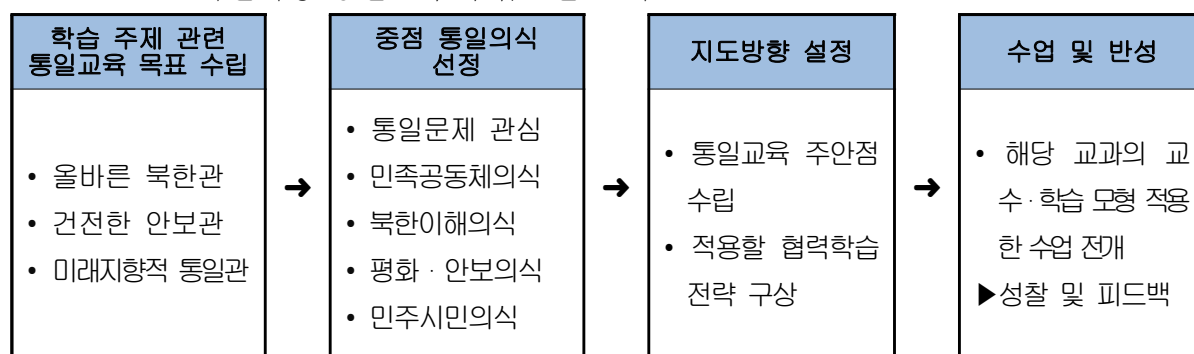 학습 주제 관련
통일교육 목표 수립
• 올바른 북한관
• 건전한 안보관
• 미래지향적 통일관
➜
중점 통일의식
선정
• 통일문제 관심
• 민족공동체의식
• 북한이해의식
• 평화 · 안보의식
• 민주시민의식
➜
지도방향 설정
• 통일교육 주안점
수립
• 적용할 협력학습
전략 구상
➜
수업 및 반성
• 해당 교과의 교
수 · 학습 모형 적용
한 수업 전개
▶성찰 및 피드백